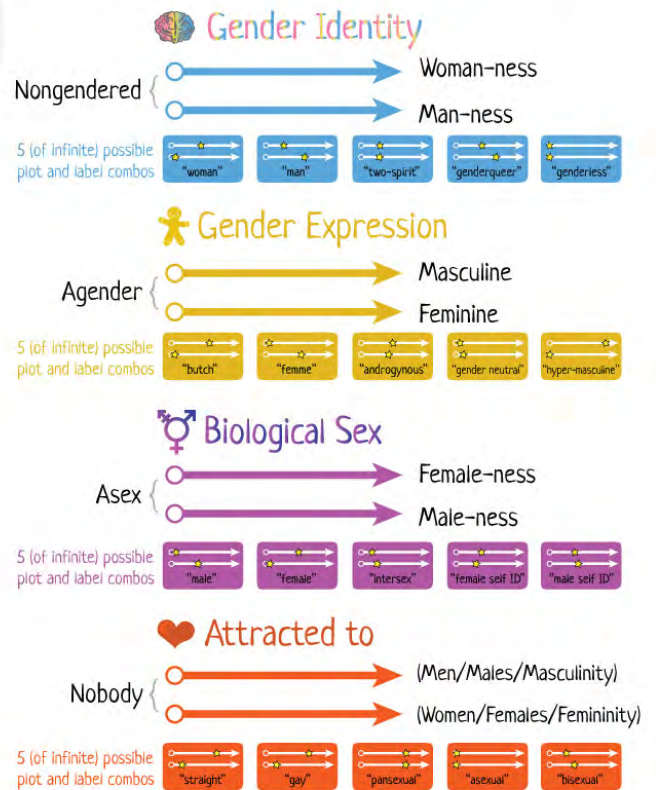 Gender Identity
Woman-ness
Nongendered
Man-ness
5 (of infinite) possible
plot and label combos
"woman"
"man"
"two-spirit"
"genderqueer"
"genderless"
Gender Expression
Masculine
Agender
Feminine
5 (of infinite) possible
plot and label combos
"butch"
"femme"
"androgynous"
"gender neutral"
"hyper-masculine"
Biological Sex
Female-ness
Asex
Male-ness
5 (of infinite) possible
plot and label combos
"male"
"female"
"intersex"
"female self ID"
"male self ID"
Attracted to
(Men/Males/Masculinity)
Nobody
(Women/Females/Femininity)
5 (of infinite) possible
plot and label combos
"straight"
"gay"
"pansexual"
"asexual"
"bisexual"